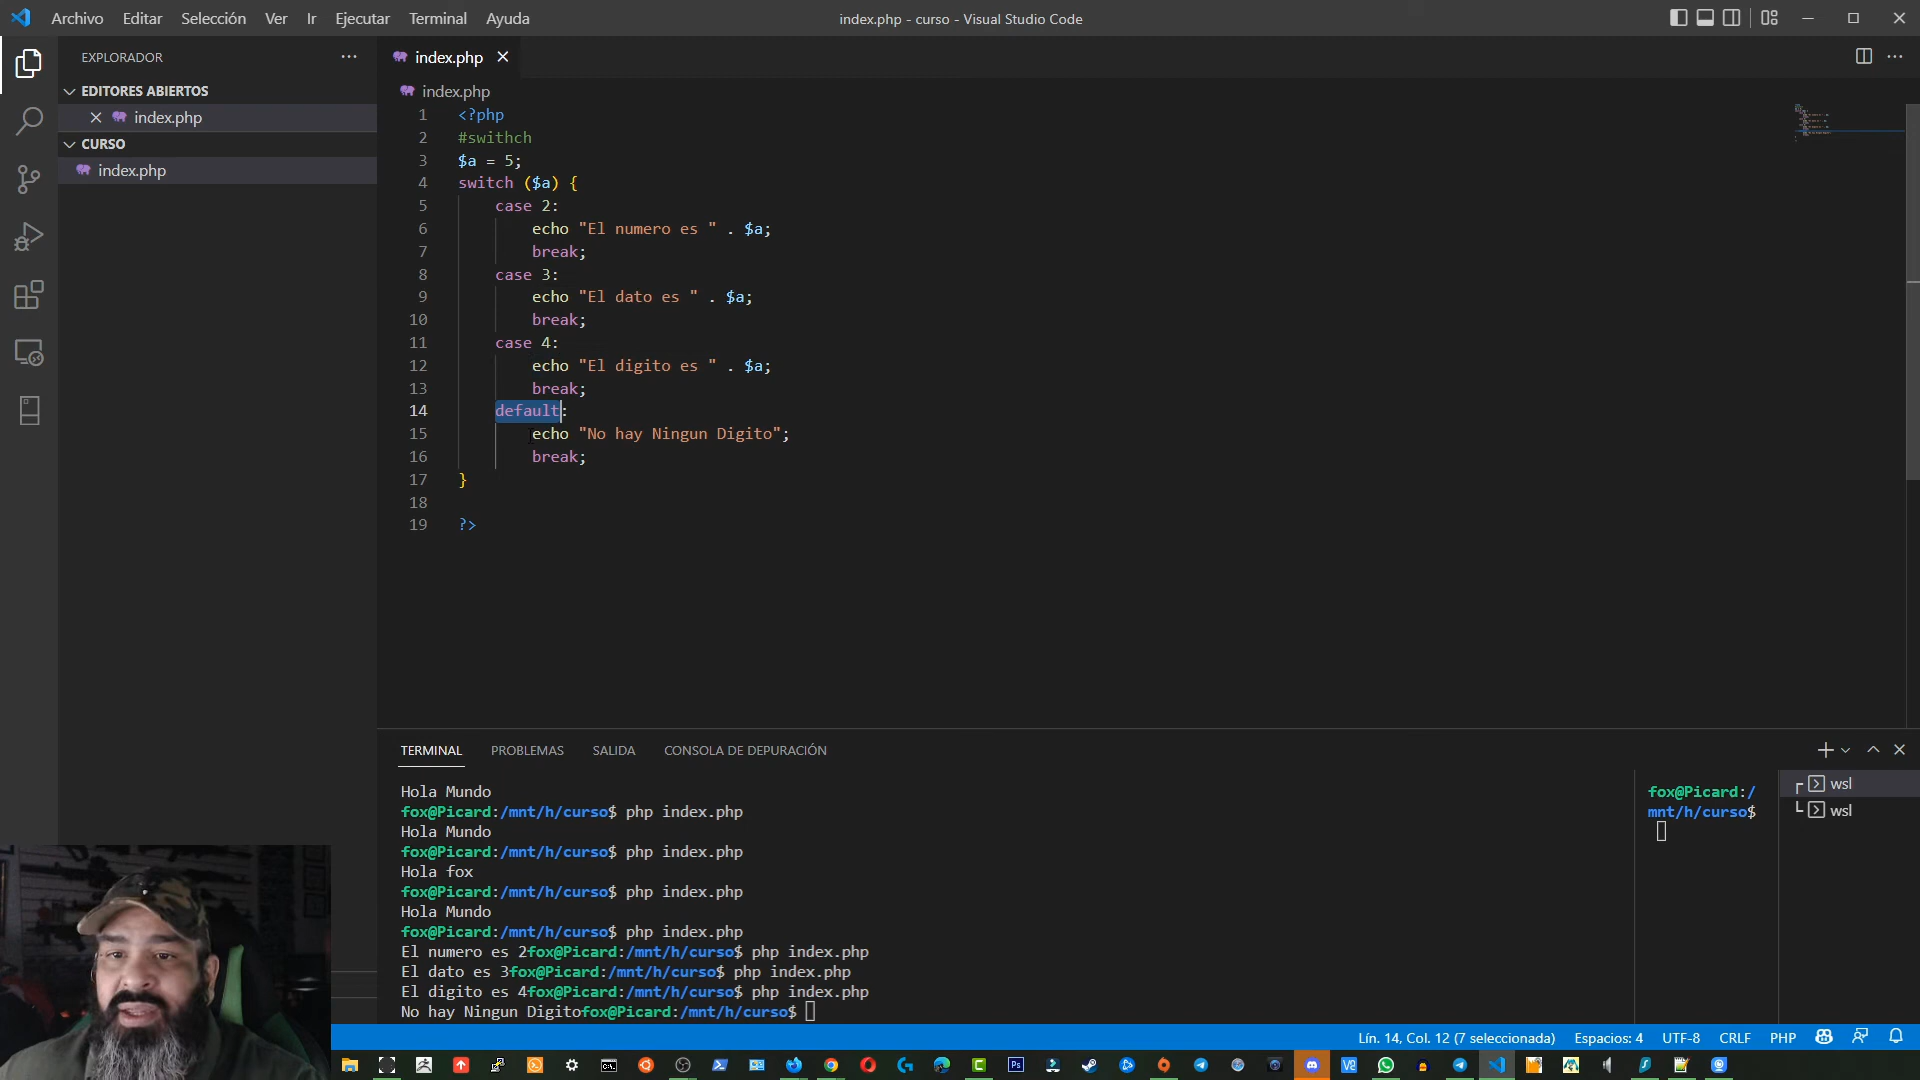 Archivo Editar Selección Ver Ir Ejecutar Terminal Ayuda
index.php - curso - Visual Studio Code
EXPLORADOR
EDITORES ABIERTOS
index.php
CURSO
index.php
index.php
index.php
1 <?php
2 #swithch
3 $a = 5;
4 switch ($a) {
5 case 2:
6 echo "El numero es " . $a;
7 break;
8 case 3:
9 echo "El dato es " . $a;
10 break;
11 case 4:
12 echo "El digito es " . $a;
13 break;
14 default:
15 echo "No hay Ningun Digito";
16 break;
17 }
18
19 ?>
TERMINAL PROBLEMAS SALIDA CONSOLA DE DEPURACIÓN
Hola Mundo
fox@Picard:/mnt/h/curso$ php index.php
Hola Mundo
fox@Picard:/mnt/h/curso$ php index.php
Hola fox
fox@Picard:/mnt/h/curso$ php index.php
Hola Mundo
fox@Picard:/mnt/h/curso$ php index.php
El numero es 2fox@Picard:/mnt/h/curso$ php index.php
El dato es 3fox@Picard:/mnt/h/curso$ php index.php
El digito es 4fox@Picard:/mnt/h/curso$ php index.php
No hay Ningun Digitofox@Picard:/mnt/h/curso$
fox@Picard:/
mnt/h/curso$
wsl
wsl
Lín. 14, Col. 12 (7 seleccionada) Espacios: 4 UTF-8 CRLF PHP